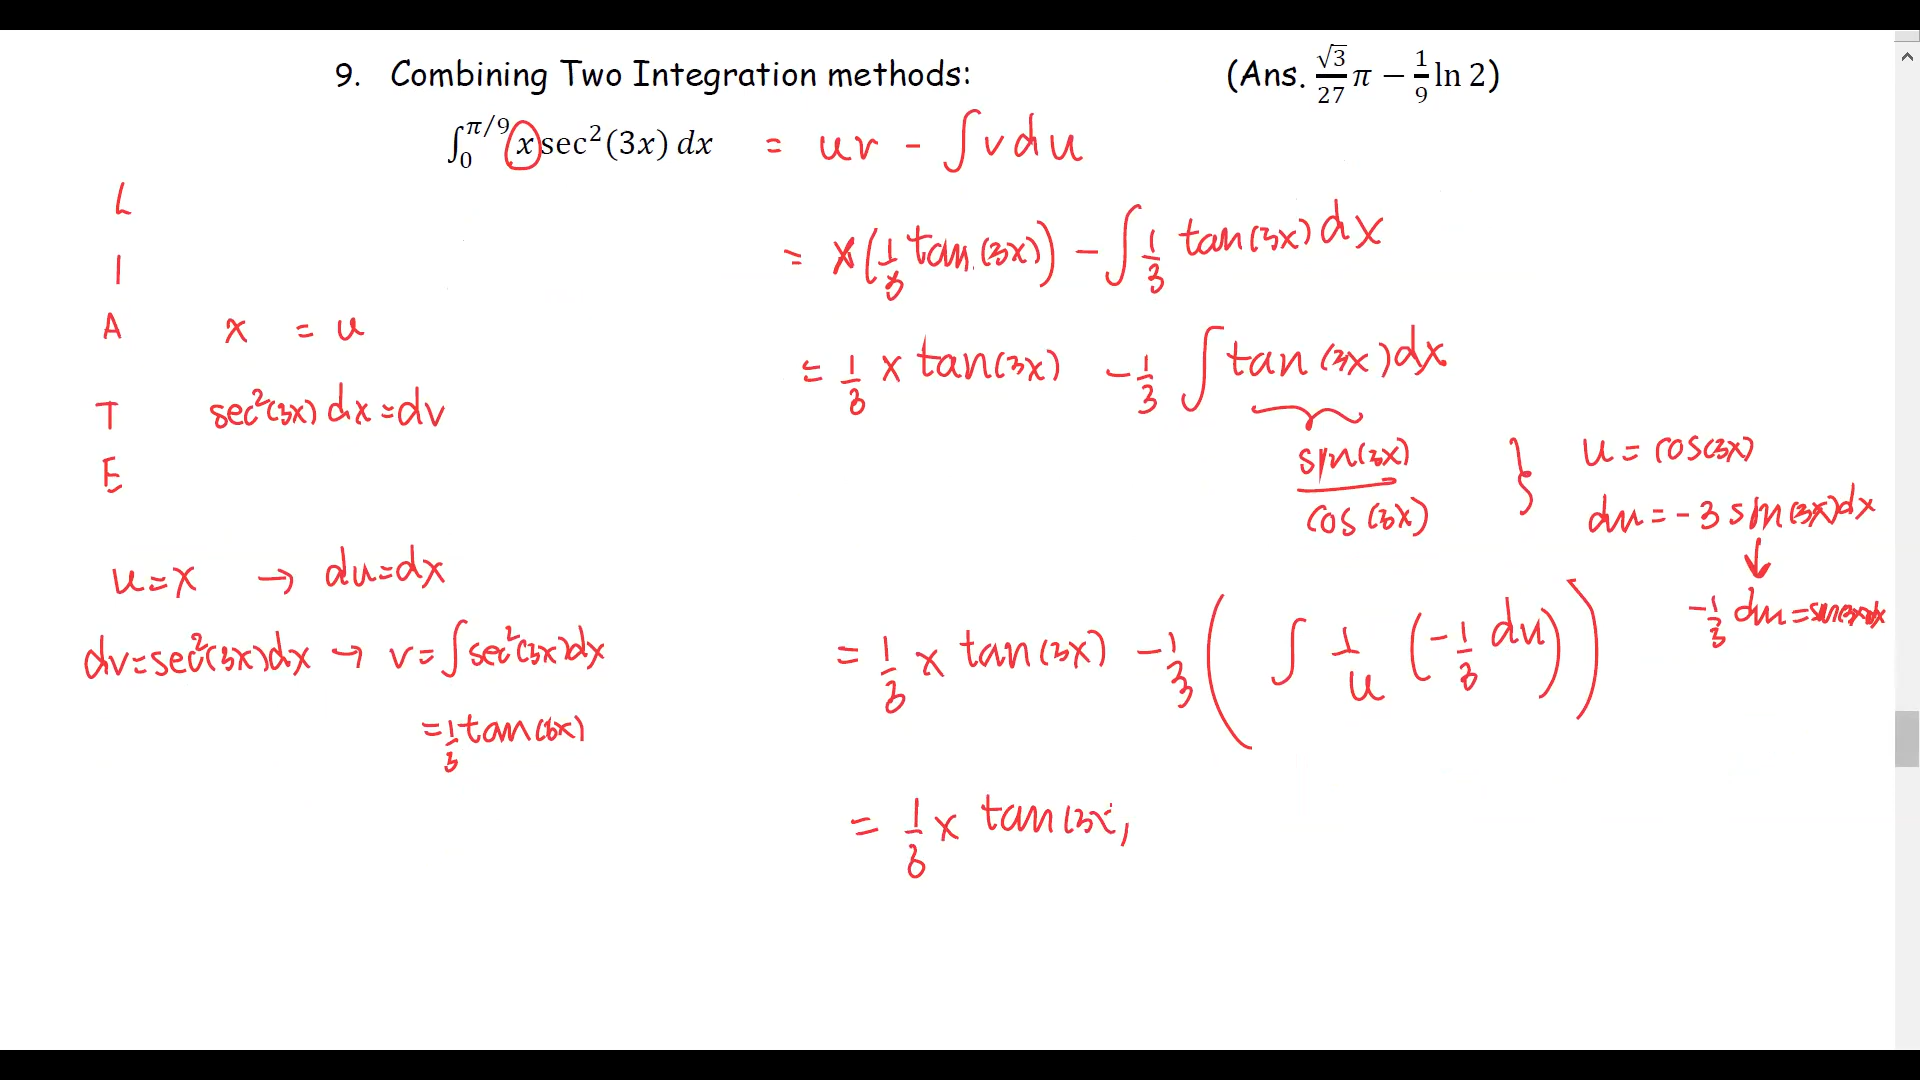 9. Combining Two Integration methods: (Ans. √3/27 π − 1/9 ln 2)
∫₀^{π/9} x sec²(3x) dx = uv - ∫v du
L
= x(1/3 tan(3x)) - ∫ 1/3 tan(3x) dx
I
A x = u
= 1/3 x tan(3x) - 1/3 ∫ tan(3x) dx
T sec²(3x) dx = dv
E
sin(3x)/cos(3x) } u = cos(3x)
du = -3 sin(3x) dx
↓
-1/3 du = sin(3x)dx
u = x → du = dx
dv = sec²(3x)dx → v = ∫sec²(3x)dx
= 1/3 tan(3x)
= 1/3 x tan(3x) - 1/3 ( ∫ 1/u (-1/3 du) )
= 1/3 x tan(3x,